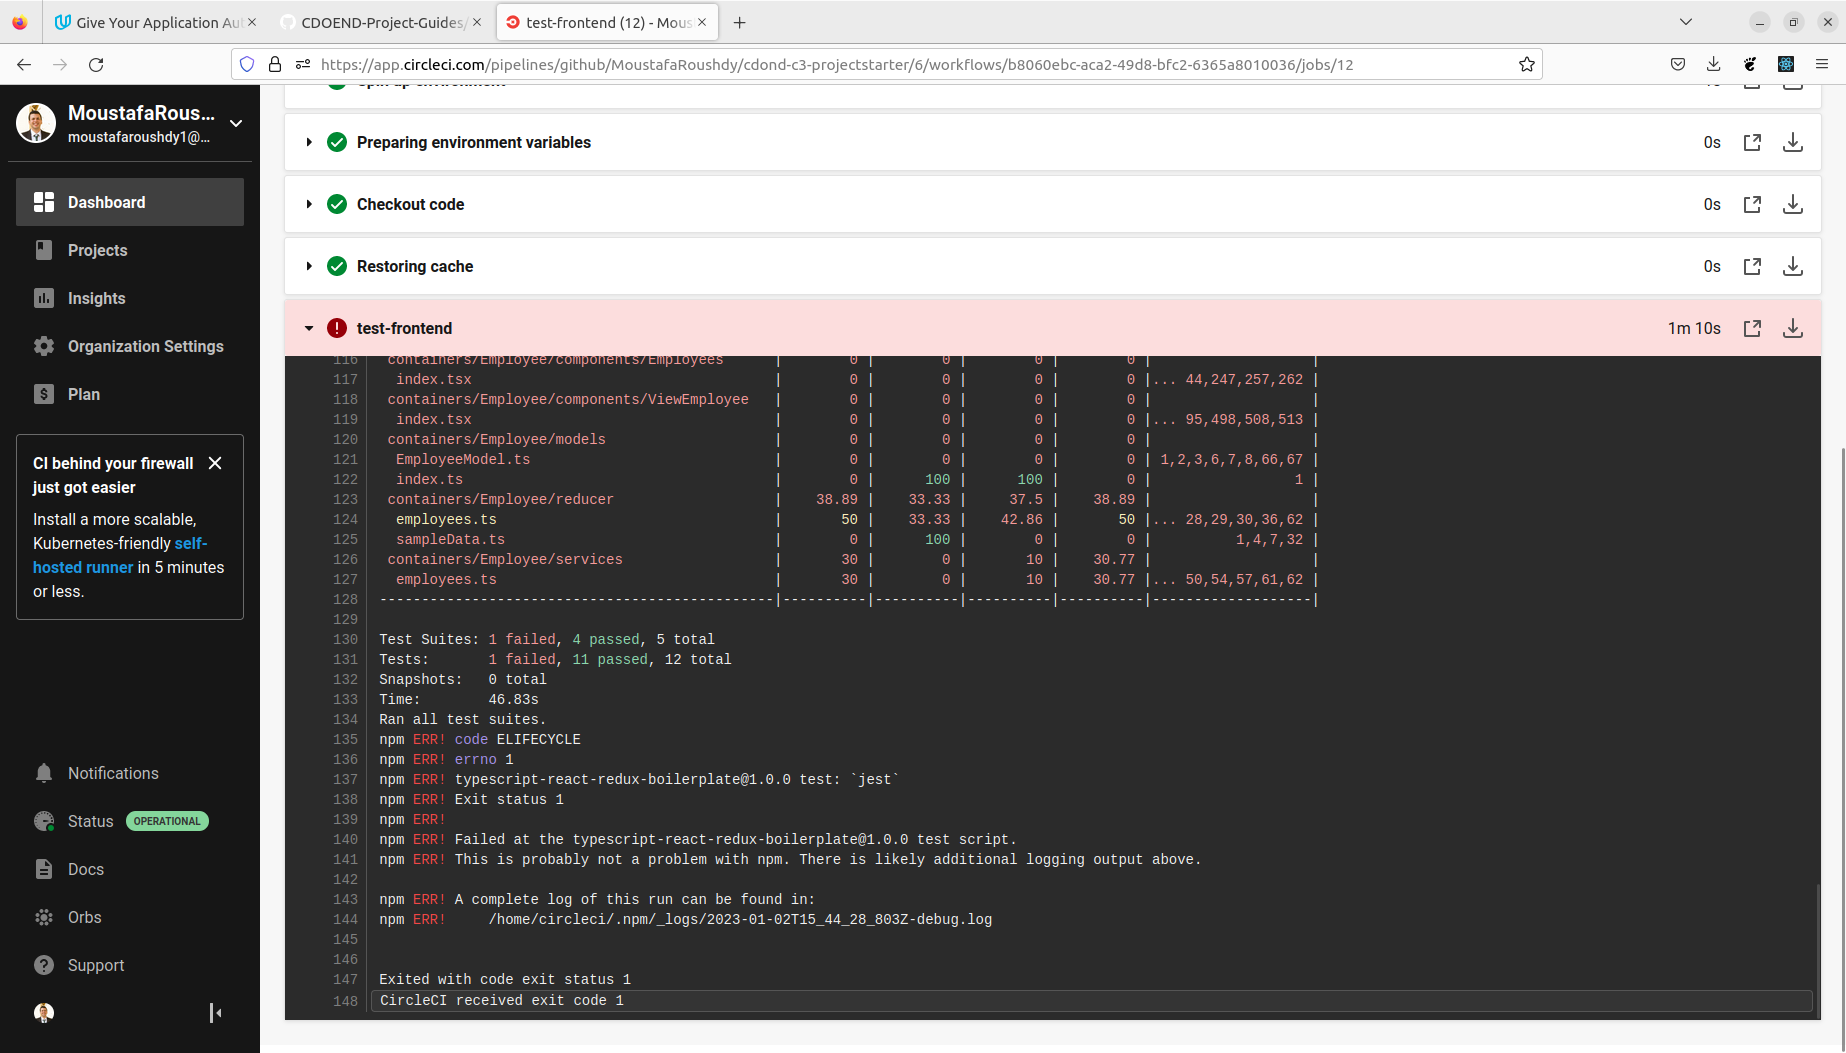 Give Your Application Au
CDOEND-Project-Guides/
test-frontend (12) - Mous
https://app.circleci.com/pipelines/github/MoustafaRoushdy/cdond-c3-projectstarter/6/workflows/b8060ebc-aca2-49d8-bfc2-6365a8010036/jobs/12
MoustafaRous...
moustafaroushdy1@...
Dashboard
Projects
Insights
Organization Settings
Plan
CI behind your firewall
just got easier
Install a more scalable,
Kubernetes-friendly self-
hosted runner in 5 minutes
or less.
Notifications
Status OPERATIONAL
Docs
Orbs
Support
Spin up environment 1s
Preparing environment variables 0s
Checkout code 0s
Restoring cache 0s
test-frontend 1m 10s
116 containers/Employee/components/Employees | 0 | 0 | 0 | 0 | |
117 index.tsx | 0 | 0 | 0 | 0 |... 44,247,257,262 |
118 containers/Employee/components/ViewEmployee | 0 | 0 | 0 | 0 | |
119 index.tsx | 0 | 0 | 0 | 0 |... 95,498,508,513 |
120 containers/Employee/models | 0 | 0 | 0 | 0 | |
121 EmployeeModel.ts | 0 | 0 | 0 | 0 | 1,2,3,6,7,8,66,67 |
122 index.ts | 0 | 100 | 100 | 0 | 1 |
123 containers/Employee/reducer | 38.89 | 33.33 | 37.5 | 38.89 | |
124 employees.ts | 50 | 33.33 | 42.86 | 50 |... 28,29,30,36,62 |
125 sampleData.ts | 0 | 100 | 0 | 0 | 1,4,7,32 |
126 containers/Employee/services | 30 | 0 | 10 | 30.77 | |
127 employees.ts | 30 | 0 | 10 | 30.77 |... 50,54,57,61,62 |
128 -----------------------------------------------|----------|----------|----------|----------|-------------------|
129
130 Test Suites: 1 failed, 4 passed, 5 total
131 Tests: 1 failed, 11 passed, 12 total
132 Snapshots: 0 total
133 Time: 46.83s
134 Ran all test suites.
135 npm ERR! code ELIFECYCLE
136 npm ERR! errno 1
137 npm ERR! typescript-react-redux-boilerplate@1.0.0 test: `jest`
138 npm ERR! Exit status 1
139 npm ERR!
140 npm ERR! Failed at the typescript-react-redux-boilerplate@1.0.0 test script.
141 npm ERR! This is probably not a problem with npm. There is likely additional logging output above.
142
143 npm ERR! A complete log of this run can be found in:
144 npm ERR! /home/circleci/.npm/_logs/2023-01-02T15_44_28_803Z-debug.log
145
146
147 Exited with code exit status 1
148 CircleCI received exit code 1